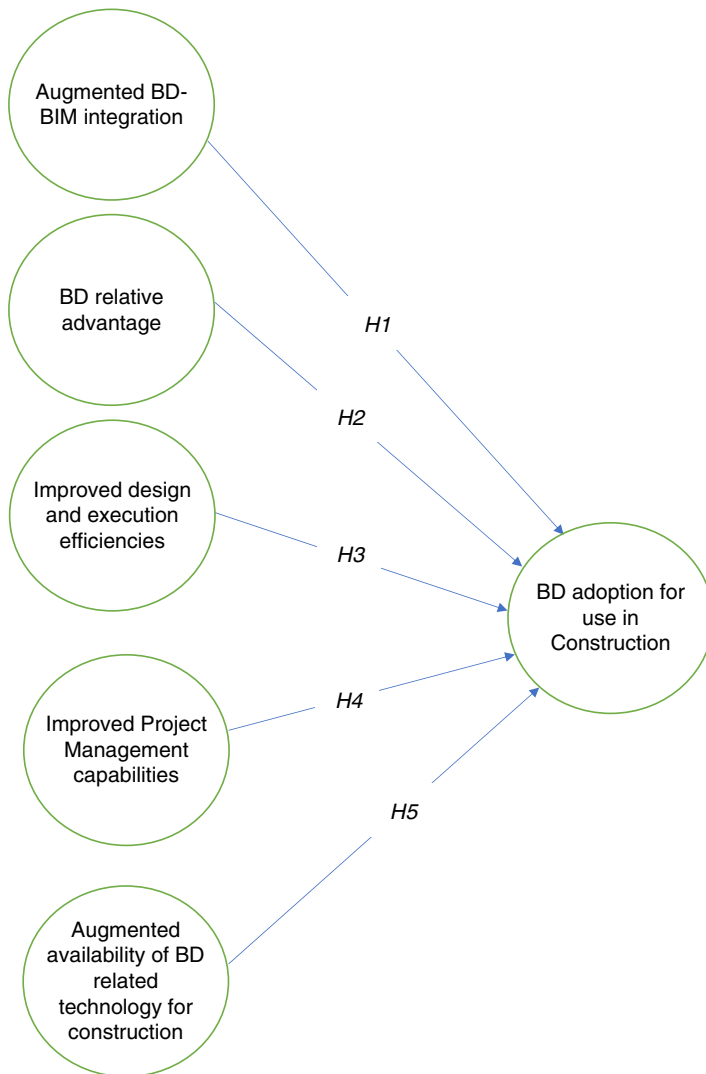 Augmented BD-
BIM integration
H1
BD relative
advantage
H2
Improved design
and execution
efficiencies
H3
BD adoption for
use in
Construction
Improved Project
Management
capabilities
H4
H5
Augmented
availability of BD
related
technology for
construction